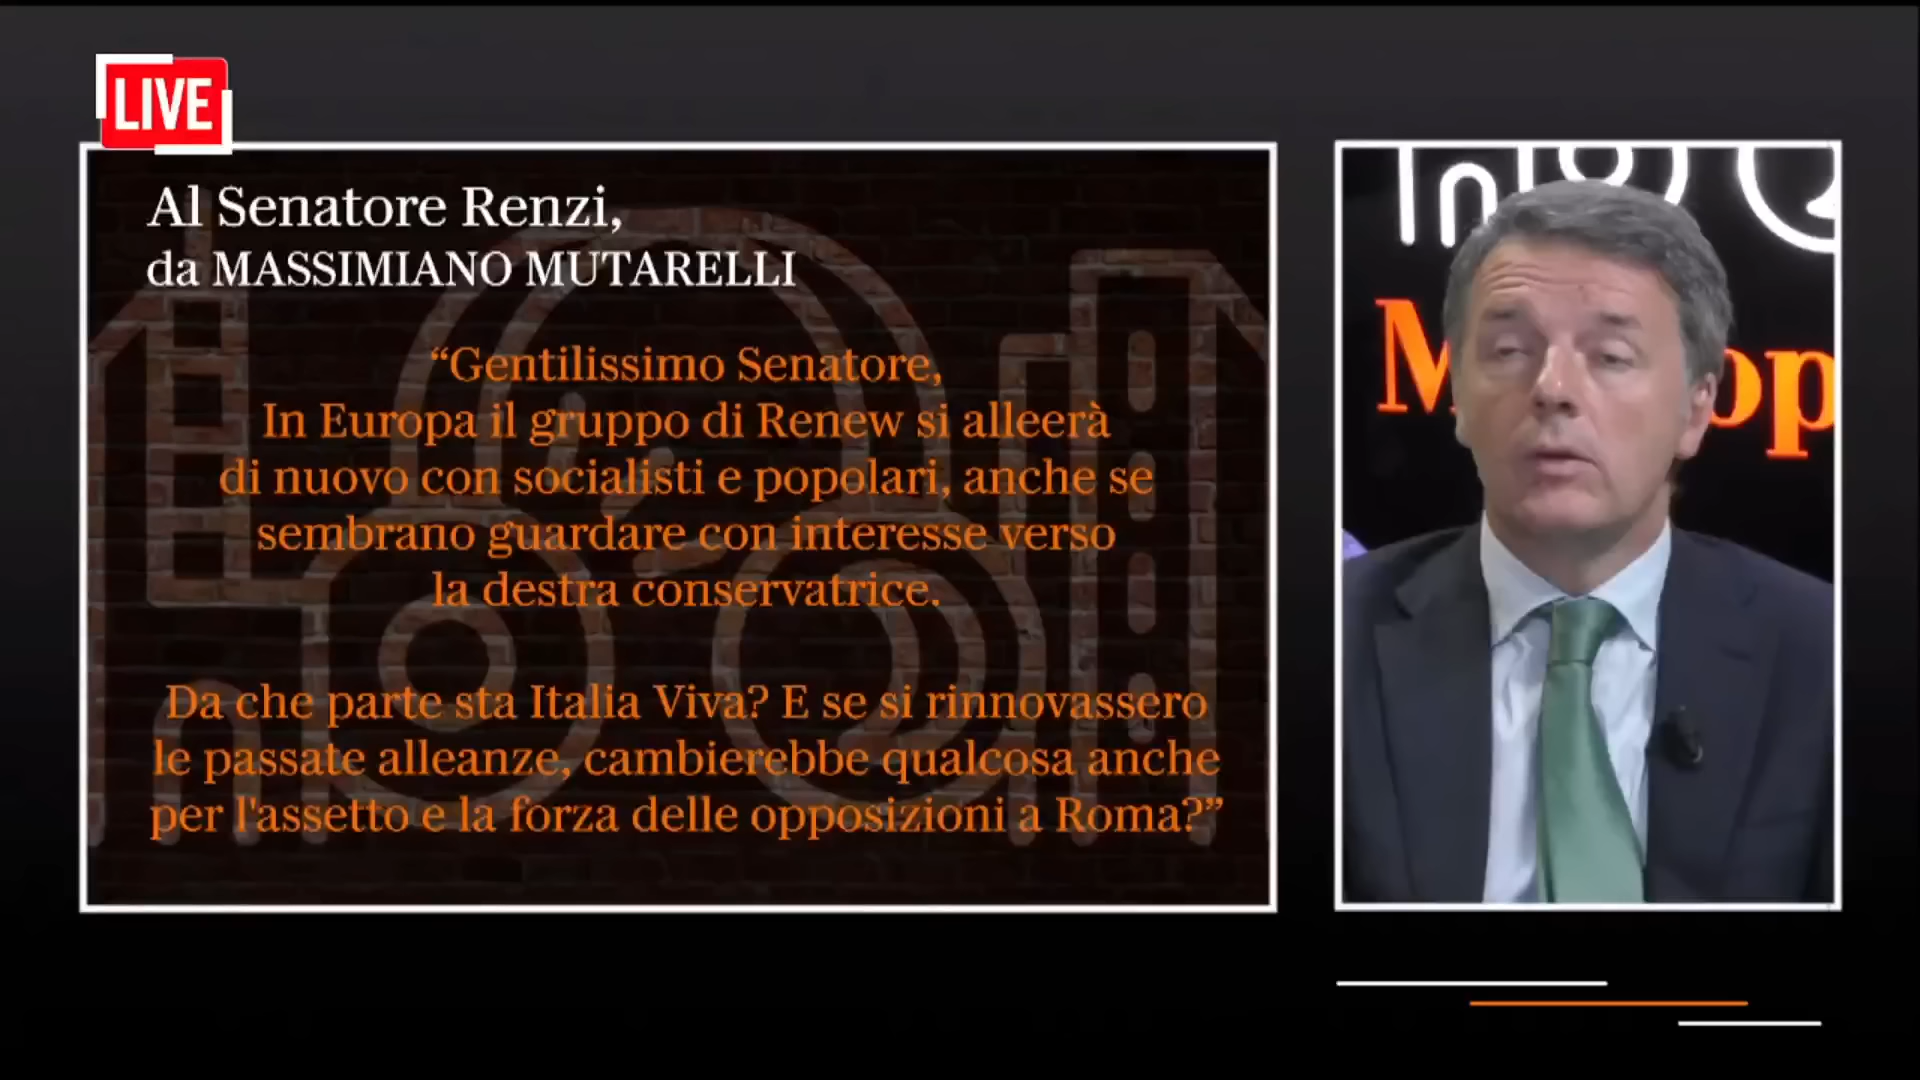 LIVE
Al Senatore Renzi,
da MASSIMIANO MUTARELLI
“Gentilissimo Senatore,
In Europa il gruppo di Renew si alleerà
di nuovo con socialisti e popolari, anche se
sembrano guardare con interesse verso
la destra conservatrice.
Da che parte sta Italia Viva? E se si rinnovassero
le passate alleanze, cambierebbe qualcosa anche
per l'assetto e la forza delle opposizioni a Roma?”